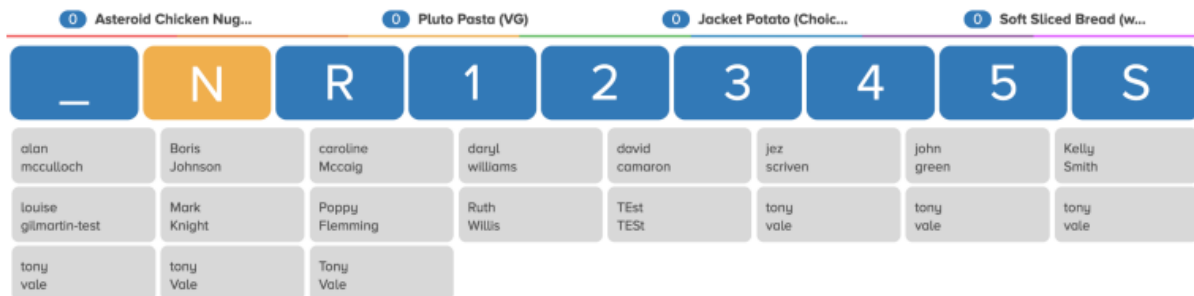 0 Asteroid Chicken Nug...
0 Pluto Pasta (VG)
0 Jacket Potato (Choic...
0 Soft Sliced Bread (w...
_ N R 1 2 3 4 5 S
alan
mcculloch
Boris
Johnson
caroline
Mccaig
daryl
williams
david
camaron
jez
scriven
john
green
Kelly
Smith
louise
gilmartin-test
Mark
Knight
Poppy
Flemming
Ruth
Willis
TEst
TESt
tony
vale
tony
vale
tony
vale
tony
vale
tony
Vale
Tony
Vale